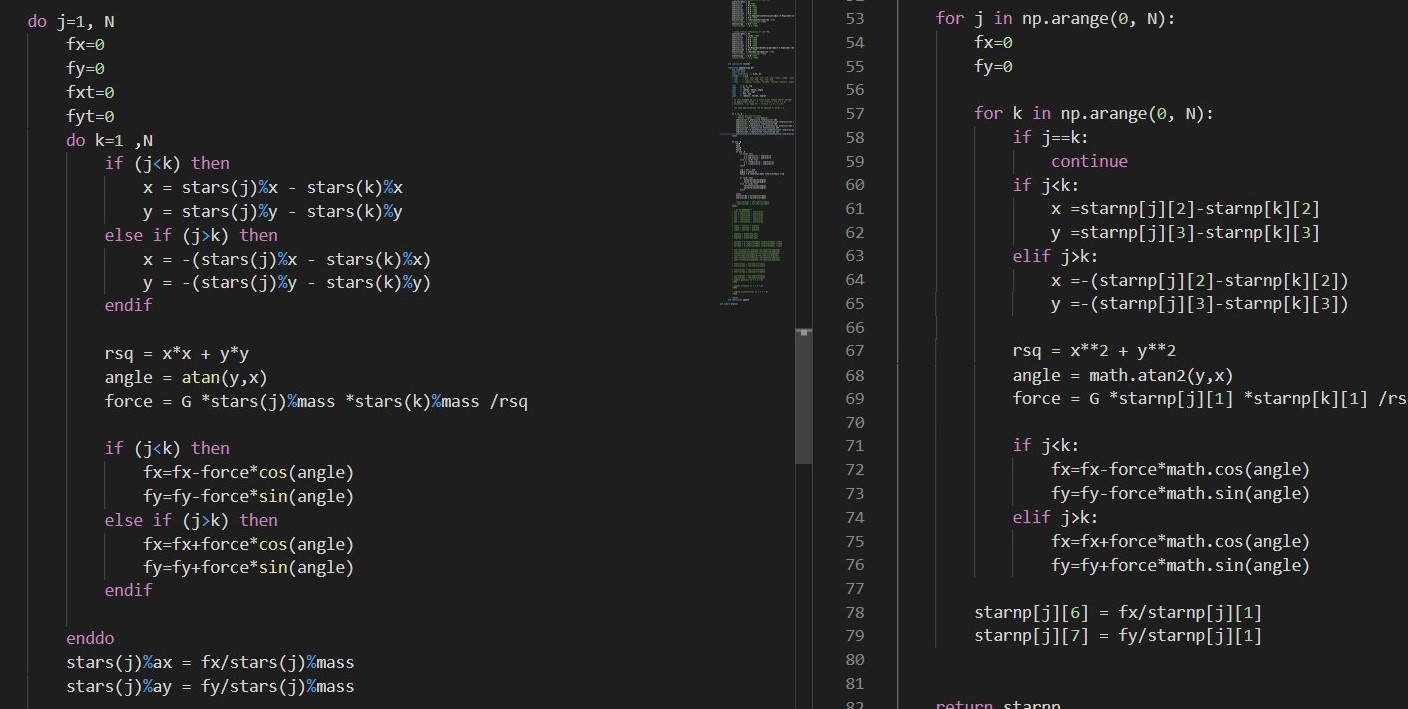 do j=1, N
    fx=0
    fy=0
    fxt=0
    fyt=0
    do k=1 ,N
        if (j<k) then
            x = stars(j)%x - stars(k)%x
            y = stars(j)%y - stars(k)%y
        else if (j>k) then
            x = -(stars(j)%x - stars(k)%x)
            y = -(stars(j)%y - stars(k)%y)
        endif

        rsq = x*x + y*y
        angle = atan(y,x)
        force = G *stars(j)%mass *stars(k)%mass /rsq

        if (j<k) then
            fx=fx-force*cos(angle)
            fy=fy-force*sin(angle)
        else if (j>k) then
            fx=fx+force*cos(angle)
            fy=fy+force*sin(angle)
        endif

    enddo
    stars(j)%ax = fx/stars(j)%mass
    stars(j)%ay = fy/stars(j)%mass
53 for j in np.arange(0, N):
54     fx=0
55     fy=0
56
57     for k in np.arange(0, N):
58         if j==k:
59             continue
60         if j<k:
61             x =starnp[j][2]-starnp[k][2]
62             y =starnp[j][3]-starnp[k][3]
63         elif j>k:
64             x =-(starnp[j][2]-starnp[k][2])
65             y =-(starnp[j][3]-starnp[k][3])
66
67         rsq = x**2 + y**2
68         angle = math.atan2(y,x)
69         force = G *starnp[j][1] *starnp[k][1] /rs
70
71         if j<k:
72             fx=fx-force*math.cos(angle)
73             fy=fy-force*math.sin(angle)
74         elif j>k:
75             fx=fx+force*math.cos(angle)
76             fy=fy+force*math.sin(angle)
77
78     starnp[j][6] = fx/starnp[j][1]
79     starnp[j][7] = fy/starnp[j][1]
80
81
82 return starnp